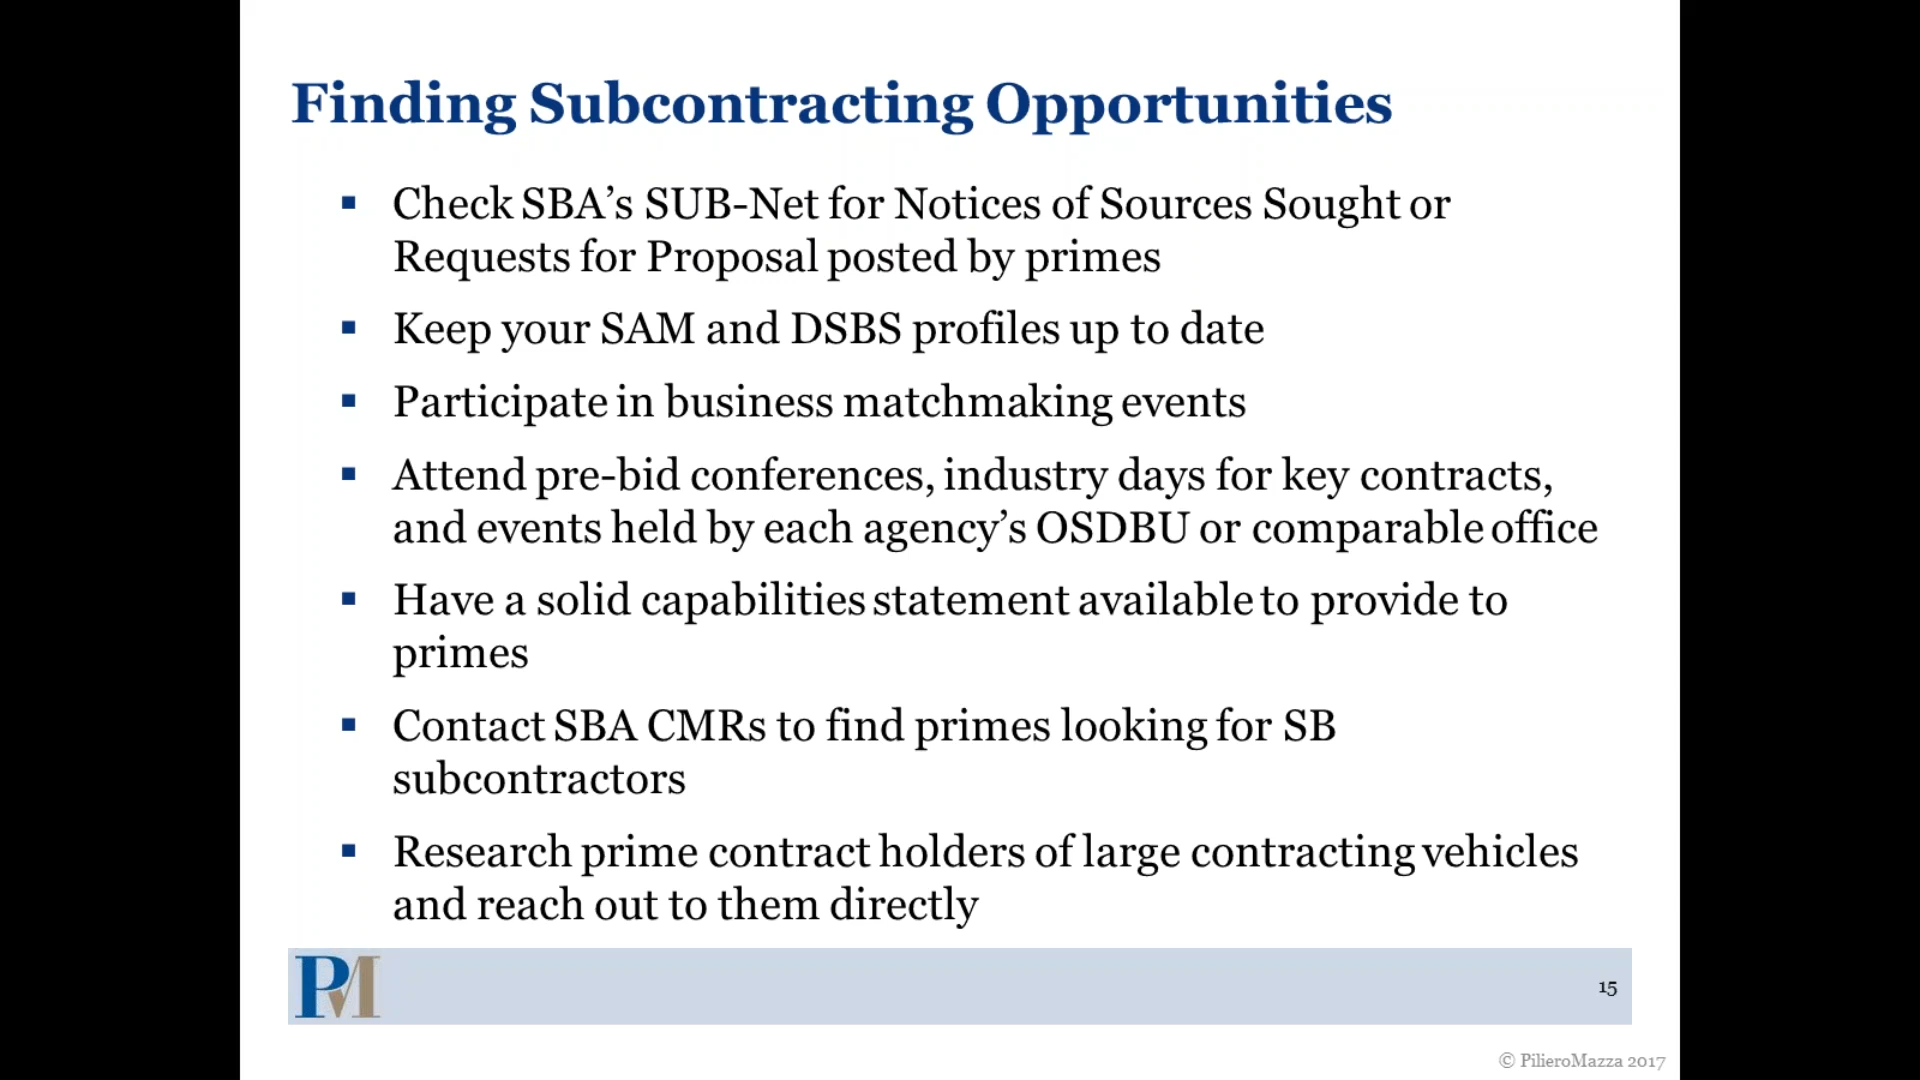 Finding Subcontracting Opportunities
▪ Check SBA’s SUB-Net for Notices of Sources Sought or
Requests for Proposal posted by primes
▪ Keep your SAM and DSBS profiles up to date
▪ Participate in business matchmaking events
▪ Attend pre-bid conferences, industry days for key contracts,
and events held by each agency’s OSDBU or comparable office
▪ Have a solid capabilities statement available to provide to
primes
▪ Contact SBA CMRs to find primes looking for SB
subcontractors
▪ Research prime contract holders of large contracting vehicles
and reach out to them directly
PM
15
© PilieroMazza 2017